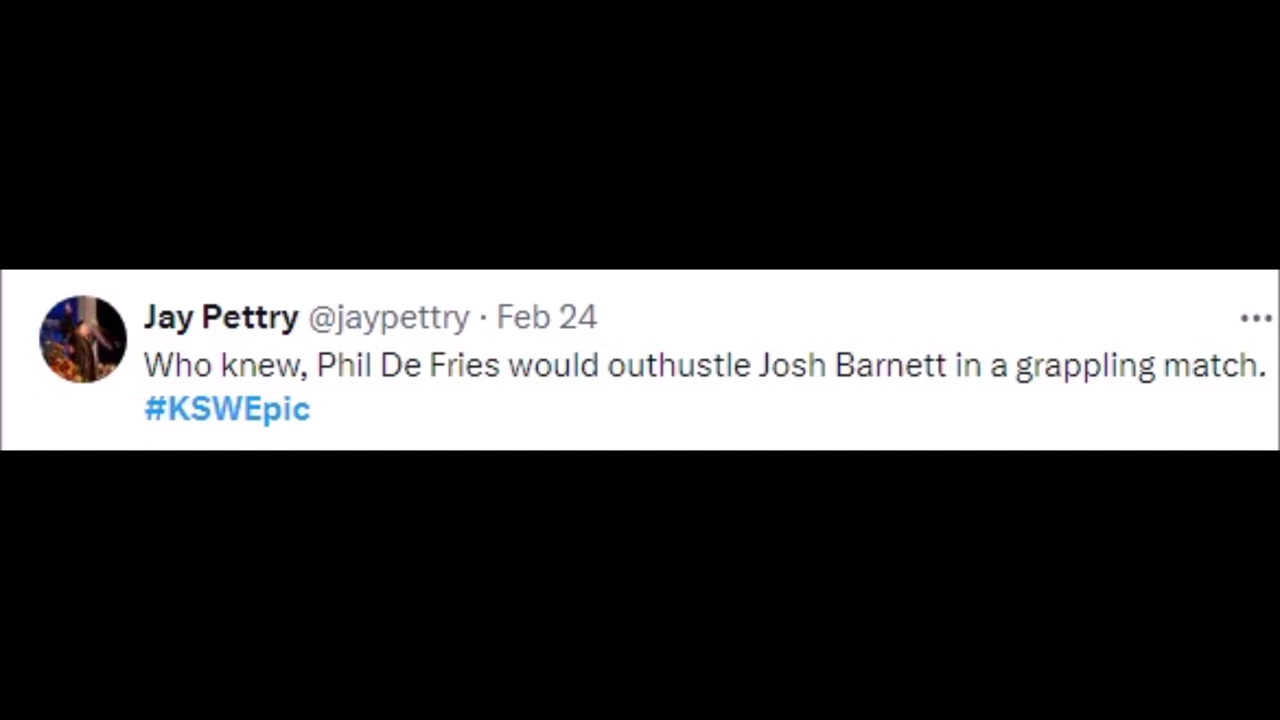 Jay Pettry @jaypettry · Feb 24
Who knew, Phil De Fries would outhustle Josh Barnett in a grappling match.
#KSWEpic